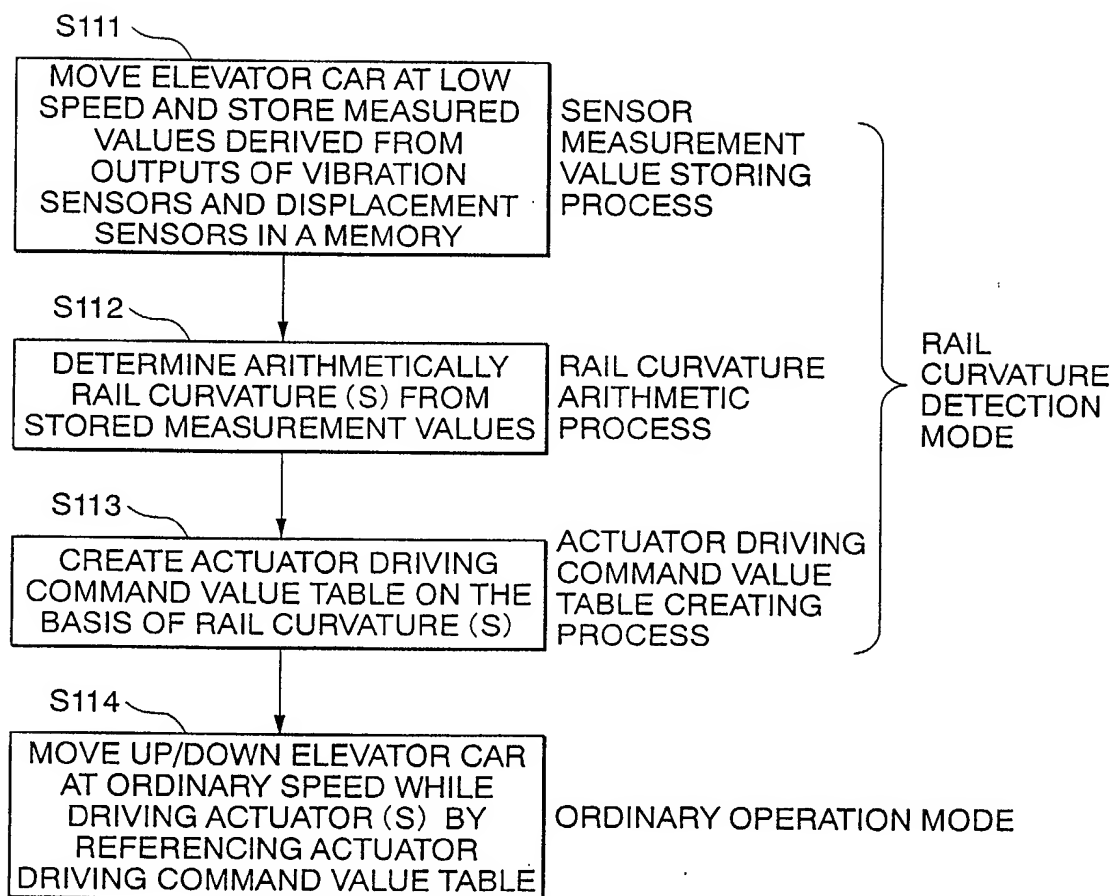 S111
MOVE ELEVATOR CAR AT LOW
SPEED AND STORE MEASURED
VALUES DERIVED FROM
OUTPUTS OF VIBRATION
SENSORS AND DISPLACEMENT
SENSORS IN A MEMORY
SENSOR
MEASUREMENT
VALUE STORING
PROCESS
S112
DETERMINE ARITHMETICALLY
RAIL CURVATURE (S) FROM
STORED MEASUREMENT VALUES
RAIL CURVATURE
ARITHMETIC
PROCESS
RAIL
CURVATURE
DETECTION
MODE
S113
CREATE ACTUATOR DRIVING
COMMAND VALUE TABLE ON THE
BASIS OF RAIL CURVATURE (S)
ACTUATOR DRIVING
COMMAND VALUE
TABLE CREATING
PROCESS
S114
MOVE UP/DOWN ELEVATOR CAR
AT ORDINARY SPEED WHILE
DRIVING ACTUATOR (S) BY
REFERENCING ACTUATOR
DRIVING COMMAND VALUE TABLE
ORDINARY OPERATION MODE